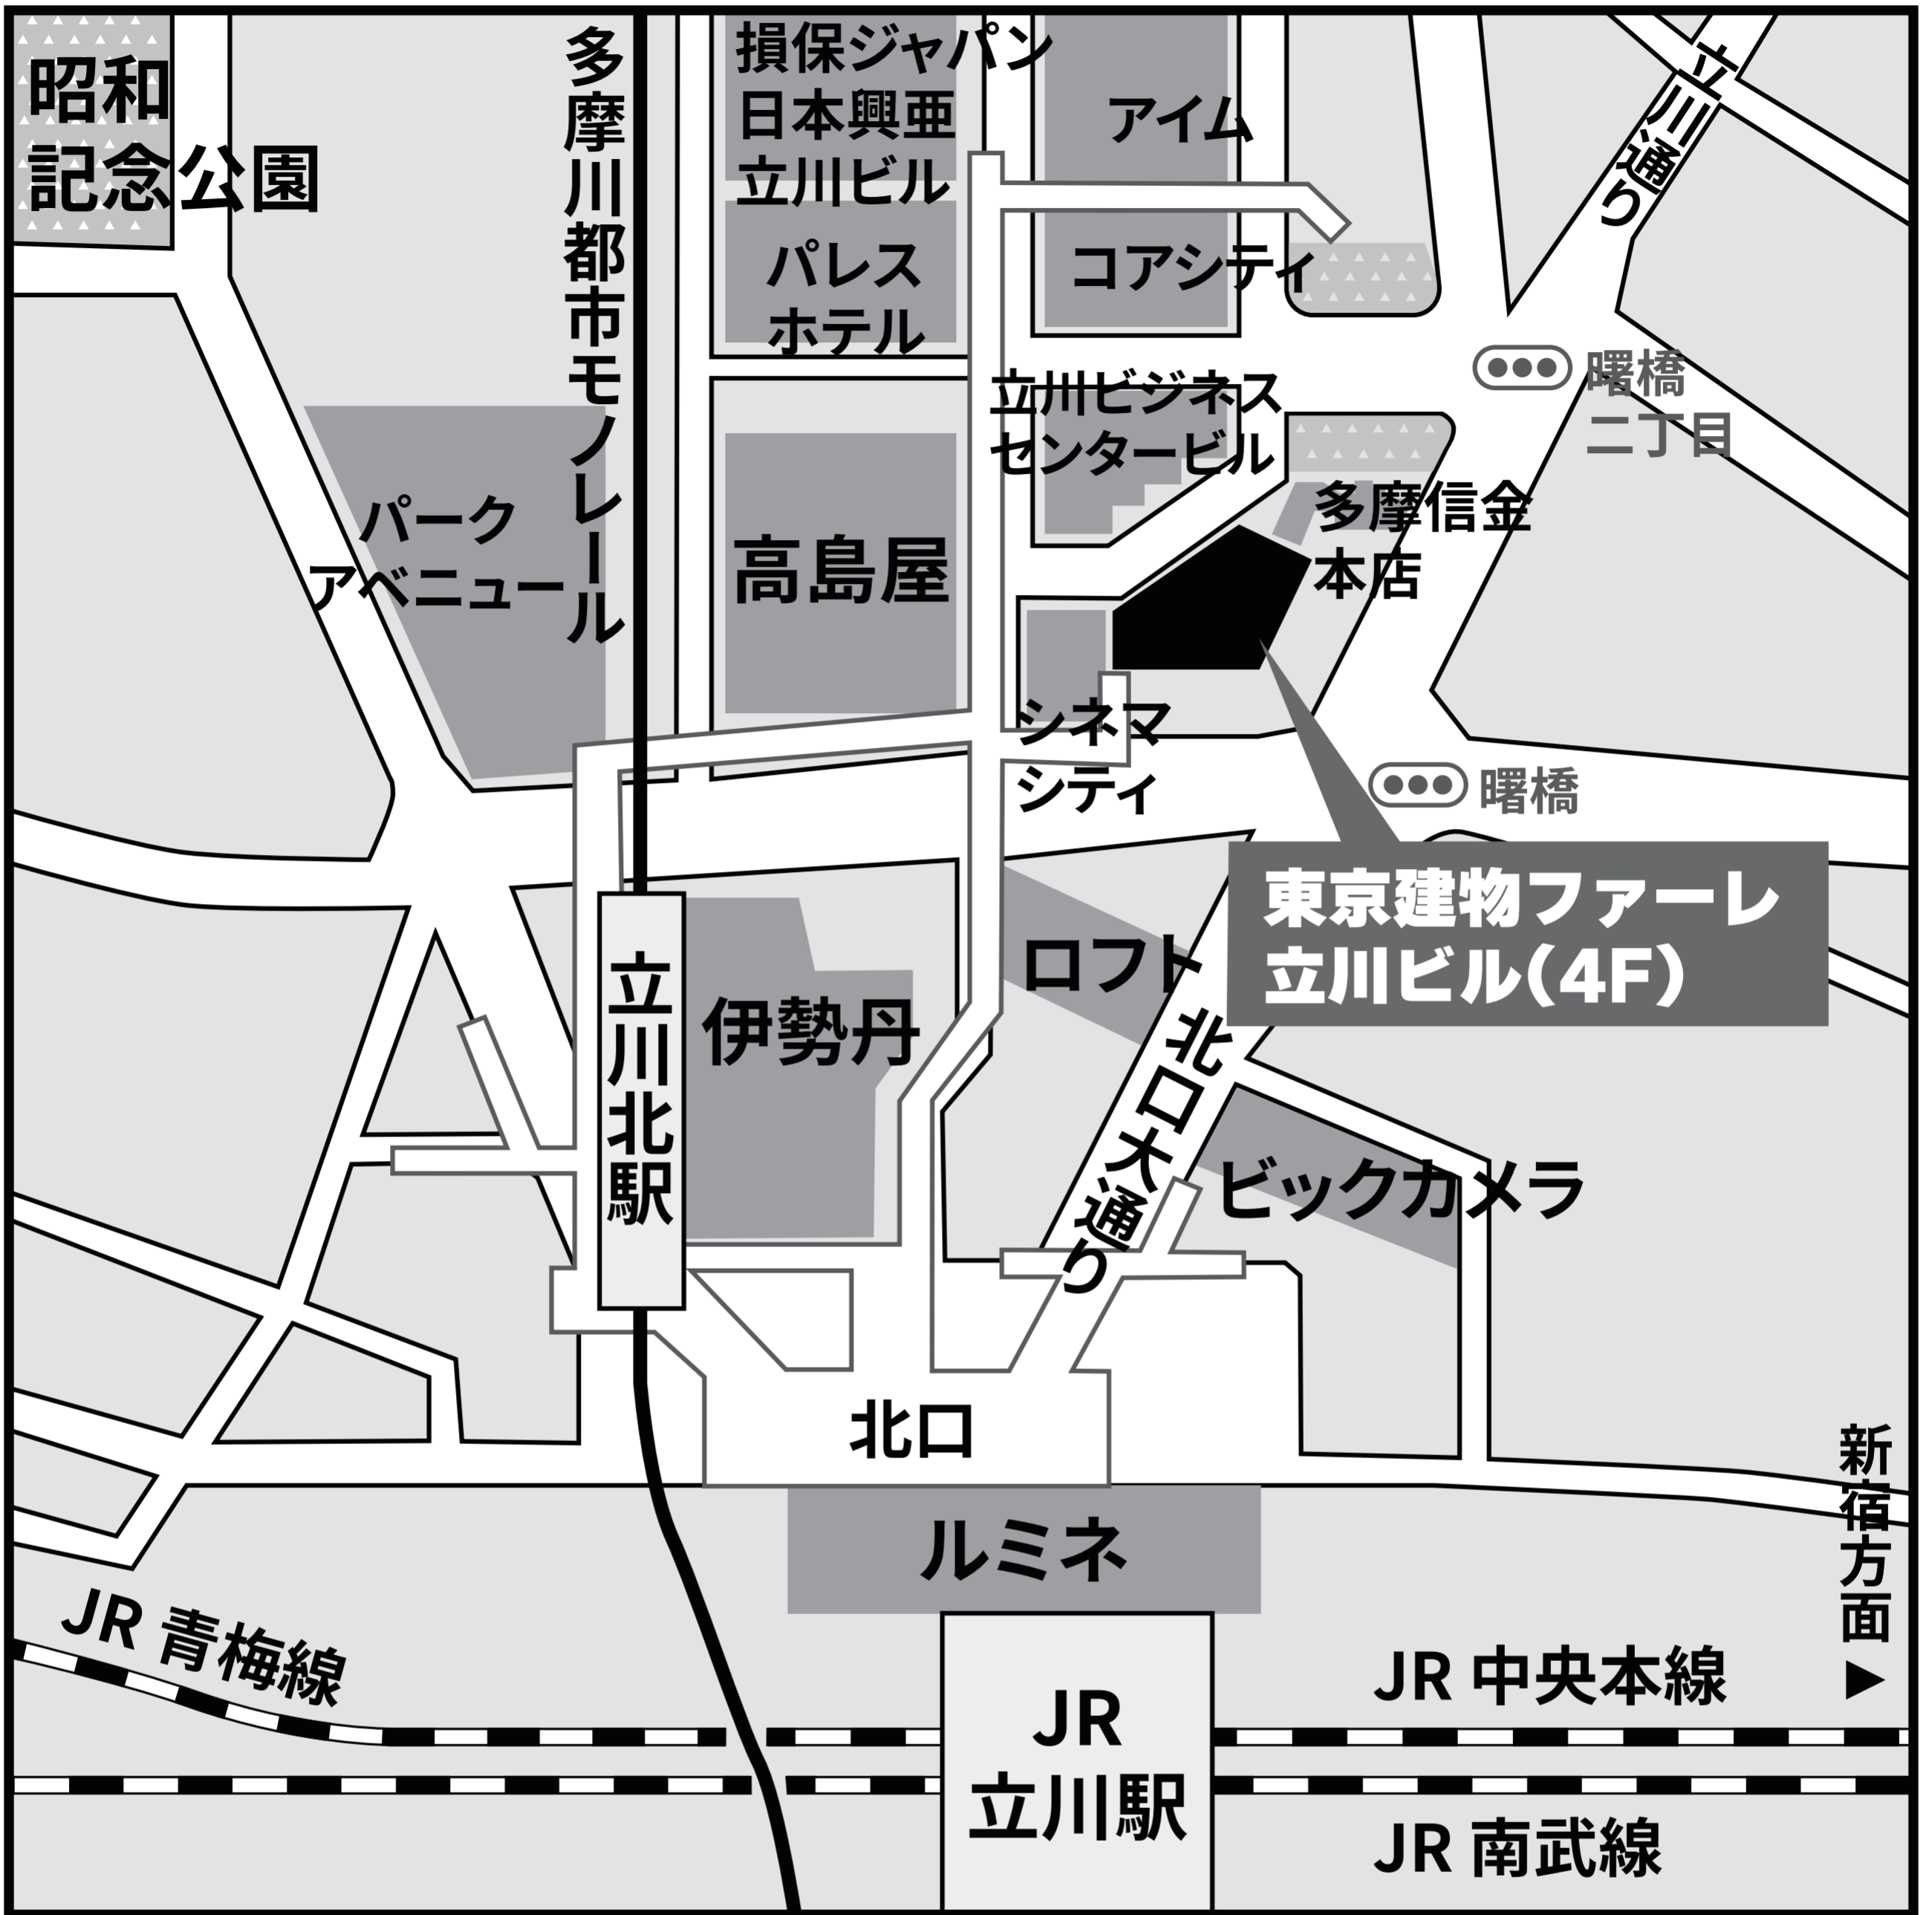 昭和
記念公園
多摩川都市モノレール
損保ジャパン
日本興亜
立川ビル
パレス
ホテル
アイム
コアシティ
立川通り
曙橋
二丁目
立川ビジネス
センタービル
多摩信金
本店
パーク
アベニュー
高島屋
シネマ
シティ
曙橋
東京建物ファーレ
立川ビル(4F)
立川北駅
伊勢丹
ロフト
北口大通り
ビックカメラ
北口
ルミネ
新宿方面
▶
JR 青梅線
JR 中央本線
JR
立川駅
JR 南武線